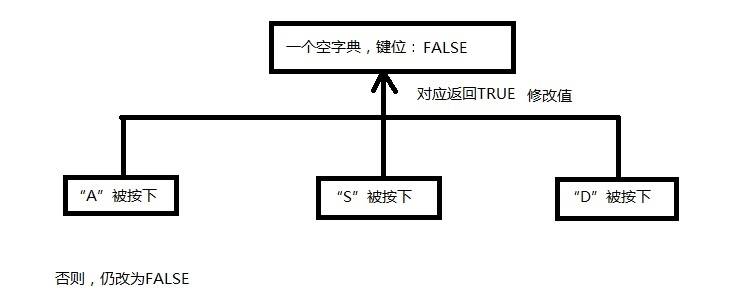 一个空字典，键位：FALSE
对应返回TRUE 修改值
“A”被按下
“S”被按下
“D”被按下
否则，仍改为FALSE